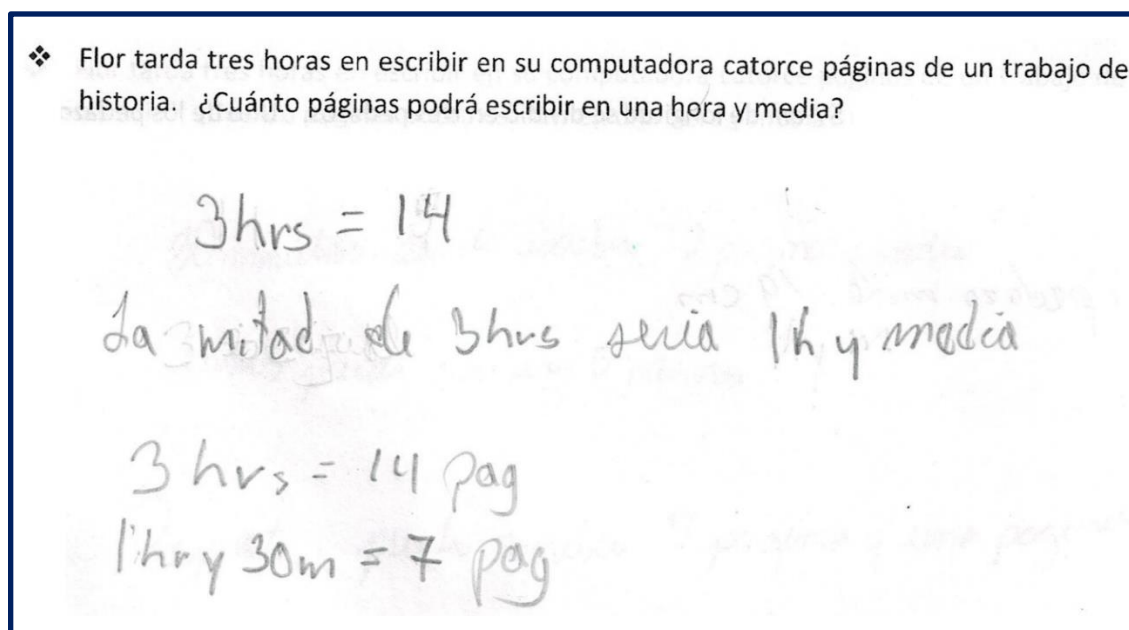 ❖ Flor tarda tres horas en escribir en su computadora catorce páginas de un trabajo de
historia. ¿Cuánto páginas podrá escribir en una hora y media?
3hrs = 14
La mitad de 3hrs seria 1h y media
3 hrs = 14 pag
1hr y 30m = 7 pag